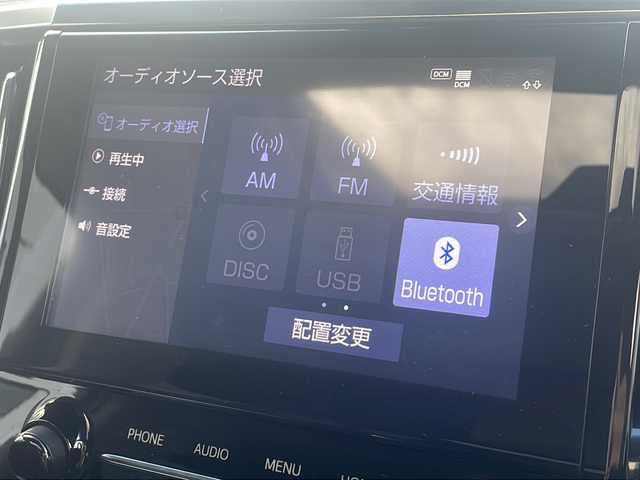 オーディオソース選択
DCM
DCM
オーディオ選択
再生中
接続
音設定
AM
FM
交通情報
DISC
USB
Bluetooth
配置変更
PHONE
AUDIO
MENU